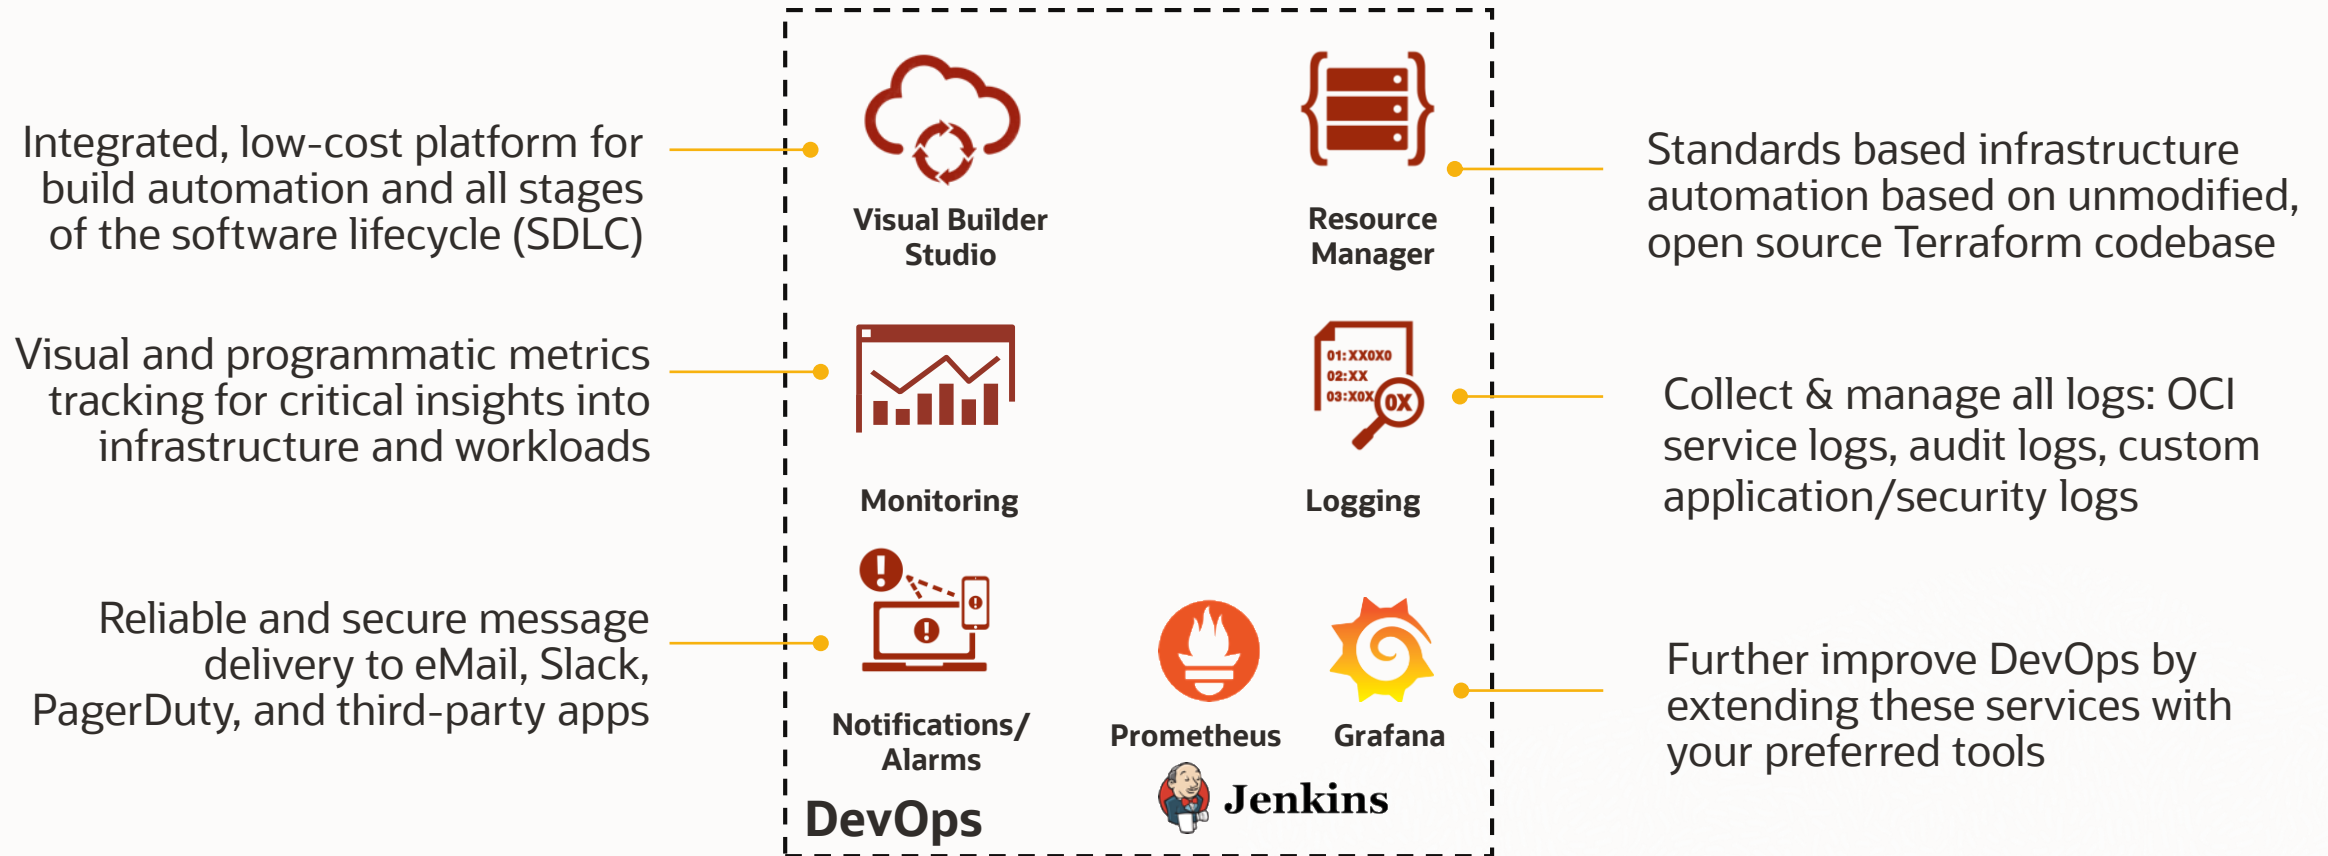 Integrated, low-cost platform for
build automation and all stages
of the software lifecycle (SDLC)
Visual Builder
Studio
Resource
Manager
Standards based infrastructure
automation based on unmodified,
open source Terraform codebase
Visual and programmatic metrics
tracking for critical insights into
infrastructure and workloads
Monitoring
01:XX0X0
02:XX
03:X0X
0X
Logging
Collect & manage all logs: OCI
service logs, audit logs, custom
application/security logs
Reliable and secure message
delivery to eMail, Slack,
PagerDuty, and third-party apps
Notifications/
Alarms
Prometheus
Grafana
Further improve DevOps by
extending these services with
your preferred tools
DevOps
Jenkins